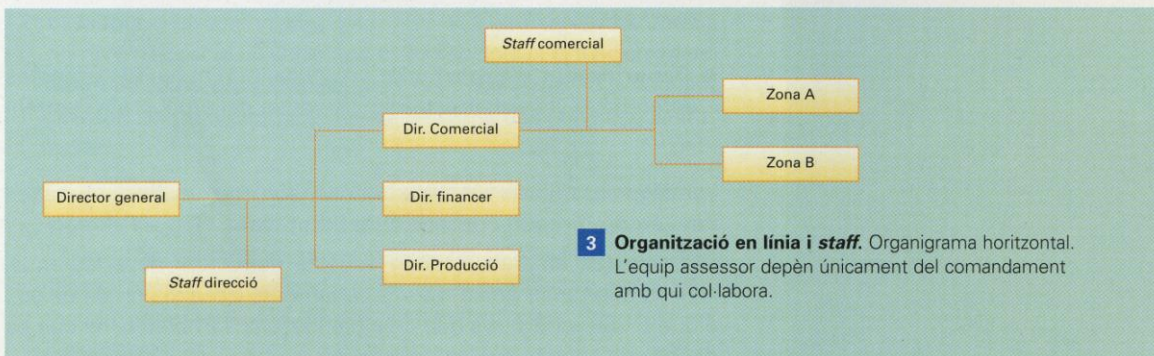 Staff comercial
Zona A
Dir. Comercial
Zona B
Director general
Dir. financer
Staff direcció
Dir. Producció
3 Organització en línia i staff. Organigrama horitzontal.
L'equip assessor depèn únicament del comandament
amb qui col·labora.